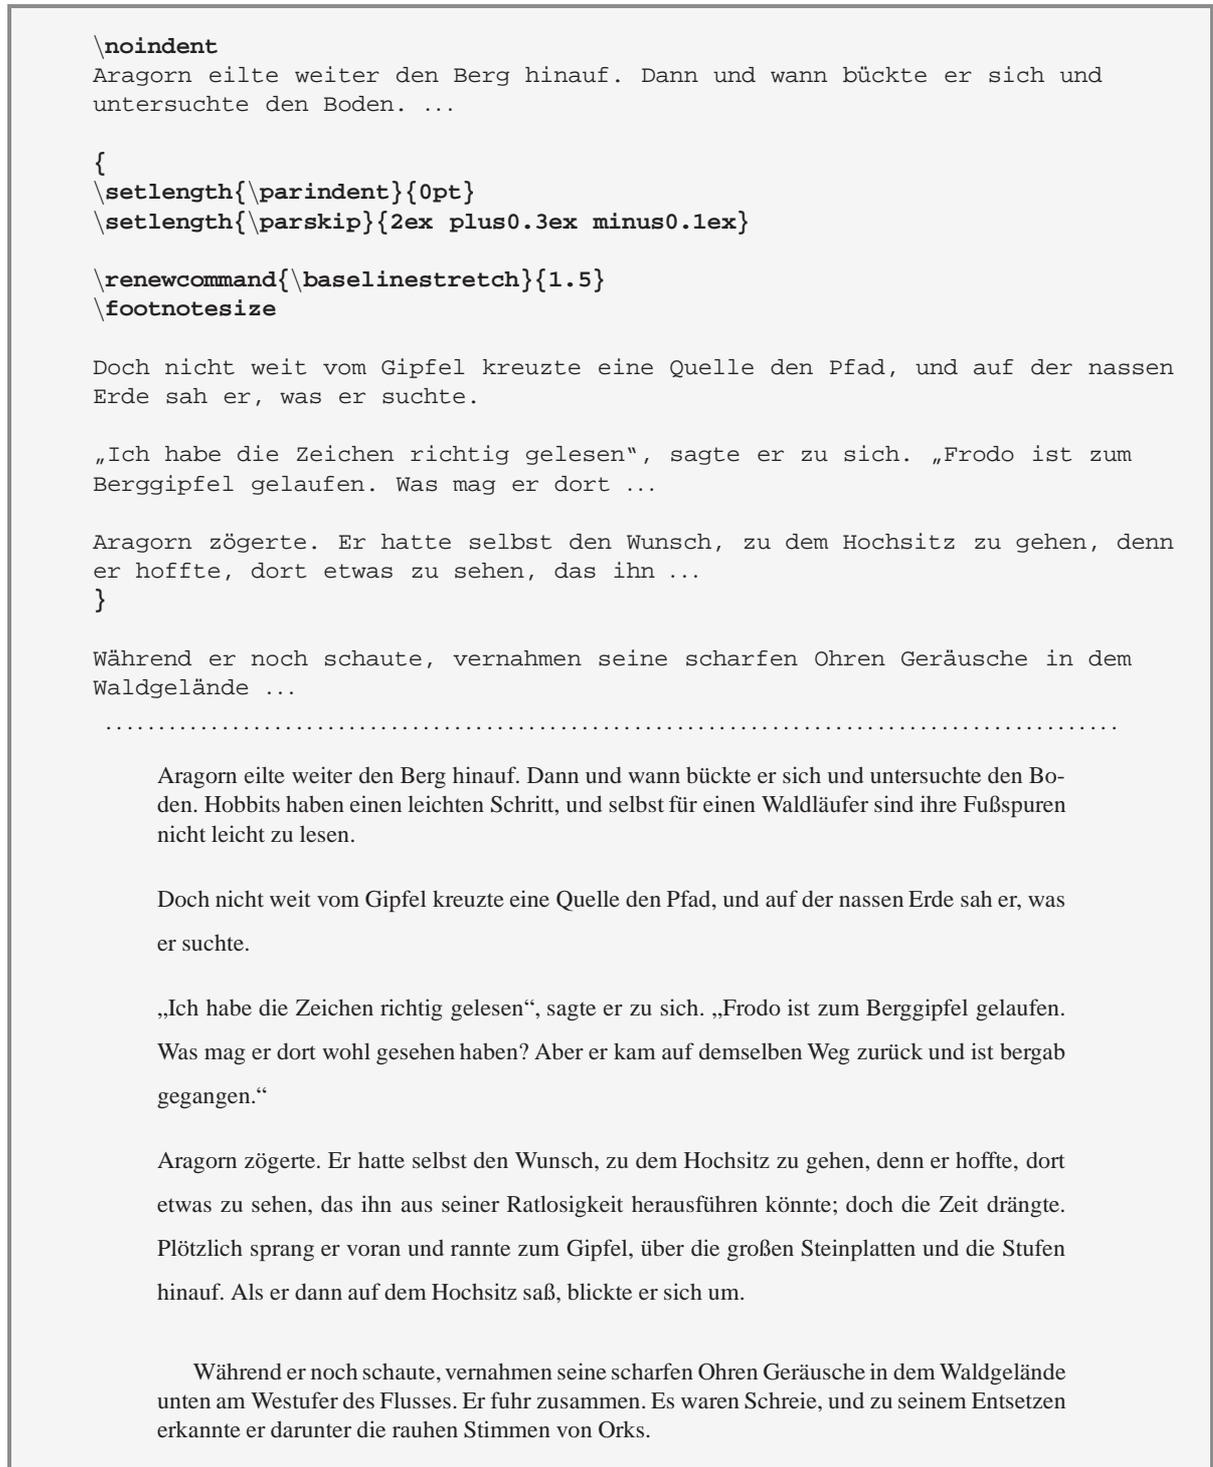 \noindent
Aragorn eilte weiter den Berg hinauf. Dann und wann bückte er sich und
untersuchte den Boden. ...
{
\setlength{\parindent}{0pt}
\setlength{\parskip}{2ex plus0.3ex minus0.1ex}
\renewcommand{\baselinestretch}{1.5}
\footnotesize
Doch nicht weit vom Gipfel kreuzte eine Quelle den Pfad, und auf der nassen
Erde sah er, was er suchte.
„Ich habe die Zeichen richtig gelesen“, sagte er zu sich. „Frodo ist zum
Berggipfel gelaufen. Was mag er dort ...
Aragorn zögerte. Er hatte selbst den Wunsch, zu dem Hochsitz zu gehen, denn
er hoffte, dort etwas zu sehen, das ihn ...
}
Während er noch schaute, vernahmen seine scharfen Ohren Geräusche in dem
Waldgelände ...
Aragorn eilte weiter den Berg hinauf. Dann und wann bückte er sich und untersuchte den Bo-
den. Hobbits haben einen leichten Schritt, und selbst für einen Waldläufer sind ihre Fußspuren
nicht leicht zu lesen.
Doch nicht weit vom Gipfel kreuzte eine Quelle den Pfad, und auf der nassen Erde sah er, was
er suchte.
„Ich habe die Zeichen richtig gelesen“, sagte er zu sich. „Frodo ist zum Berggipfel gelaufen.
Was mag er dort wohl gesehen haben? Aber er kam auf demselben Weg zurück und ist bergab
gegangen.“
Aragorn zögerte. Er hatte selbst den Wunsch, zu dem Hochsitz zu gehen, denn er hoffte, dort
etwas zu sehen, das ihn aus seiner Ratlosigkeit herausführen könnte; doch die Zeit drängte.
Plötzlich sprang er voran und rannte zum Gipfel, über die großen Steinplatten und die Stufen
hinauf. Als er dann auf dem Hochsitz saß, blickte er sich um.
Während er noch schaute, vernahmen seine scharfen Ohren Geräusche in dem Waldgelände
unten am Westufer des Flusses. Er fuhr zusammen. Es waren Schreie, und zu seinem Entsetzen
erkannte er darunter die rauhen Stimmen von Orks.